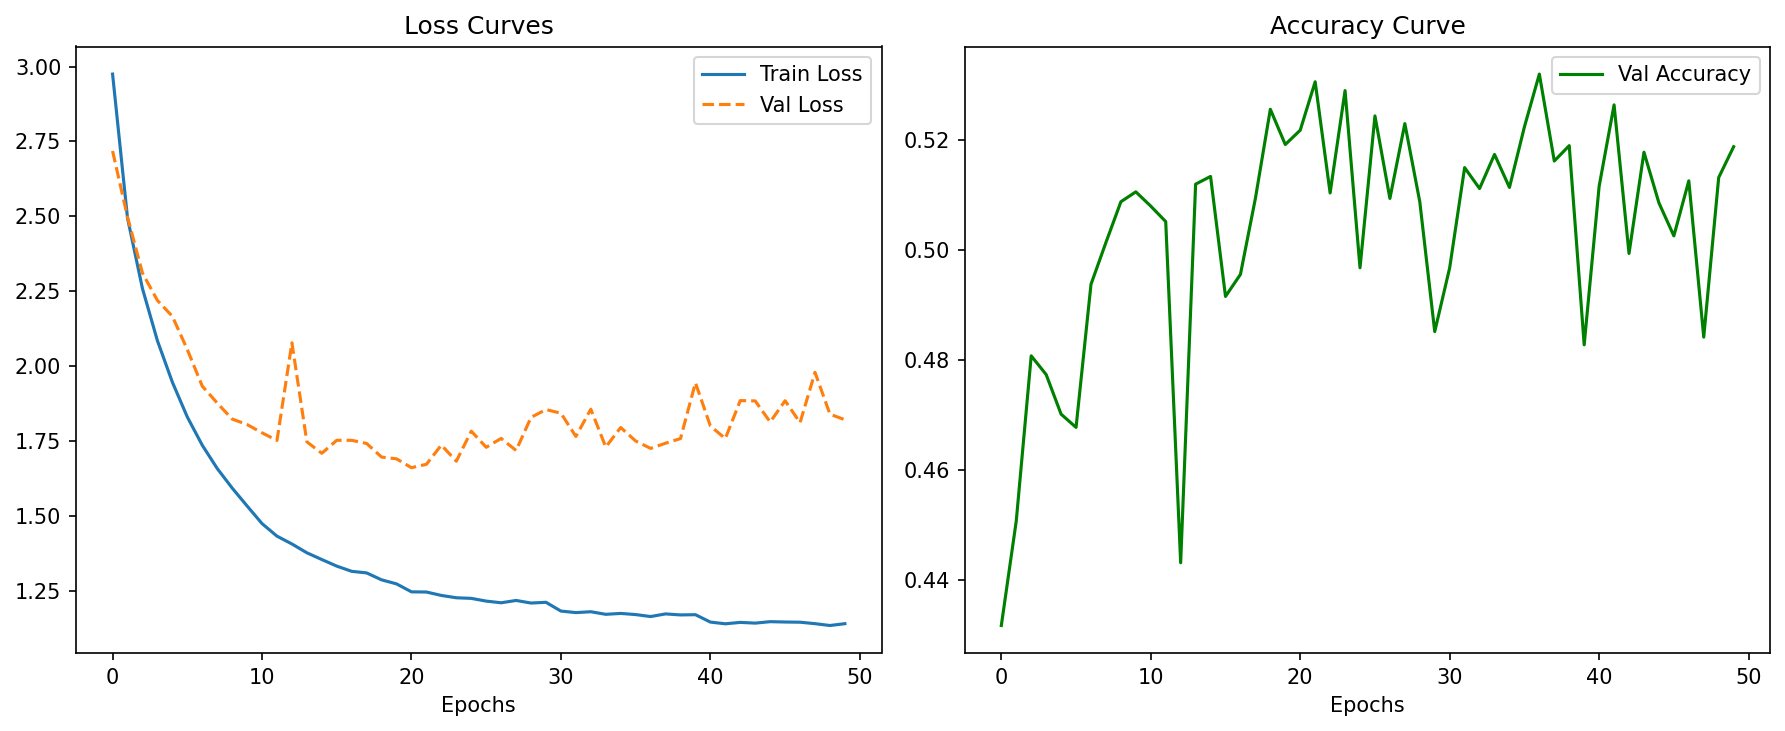 Loss Curves
Train Loss
Val Loss
3.00
2.75
2.50
2.25
2.00
1.75
1.50
1.25
0 10 20 30 40 50
Epochs
Accuracy Curve
Val Accuracy
0.52
0.50
0.48
0.46
0.44
0 10 20 30 40 50
Epochs